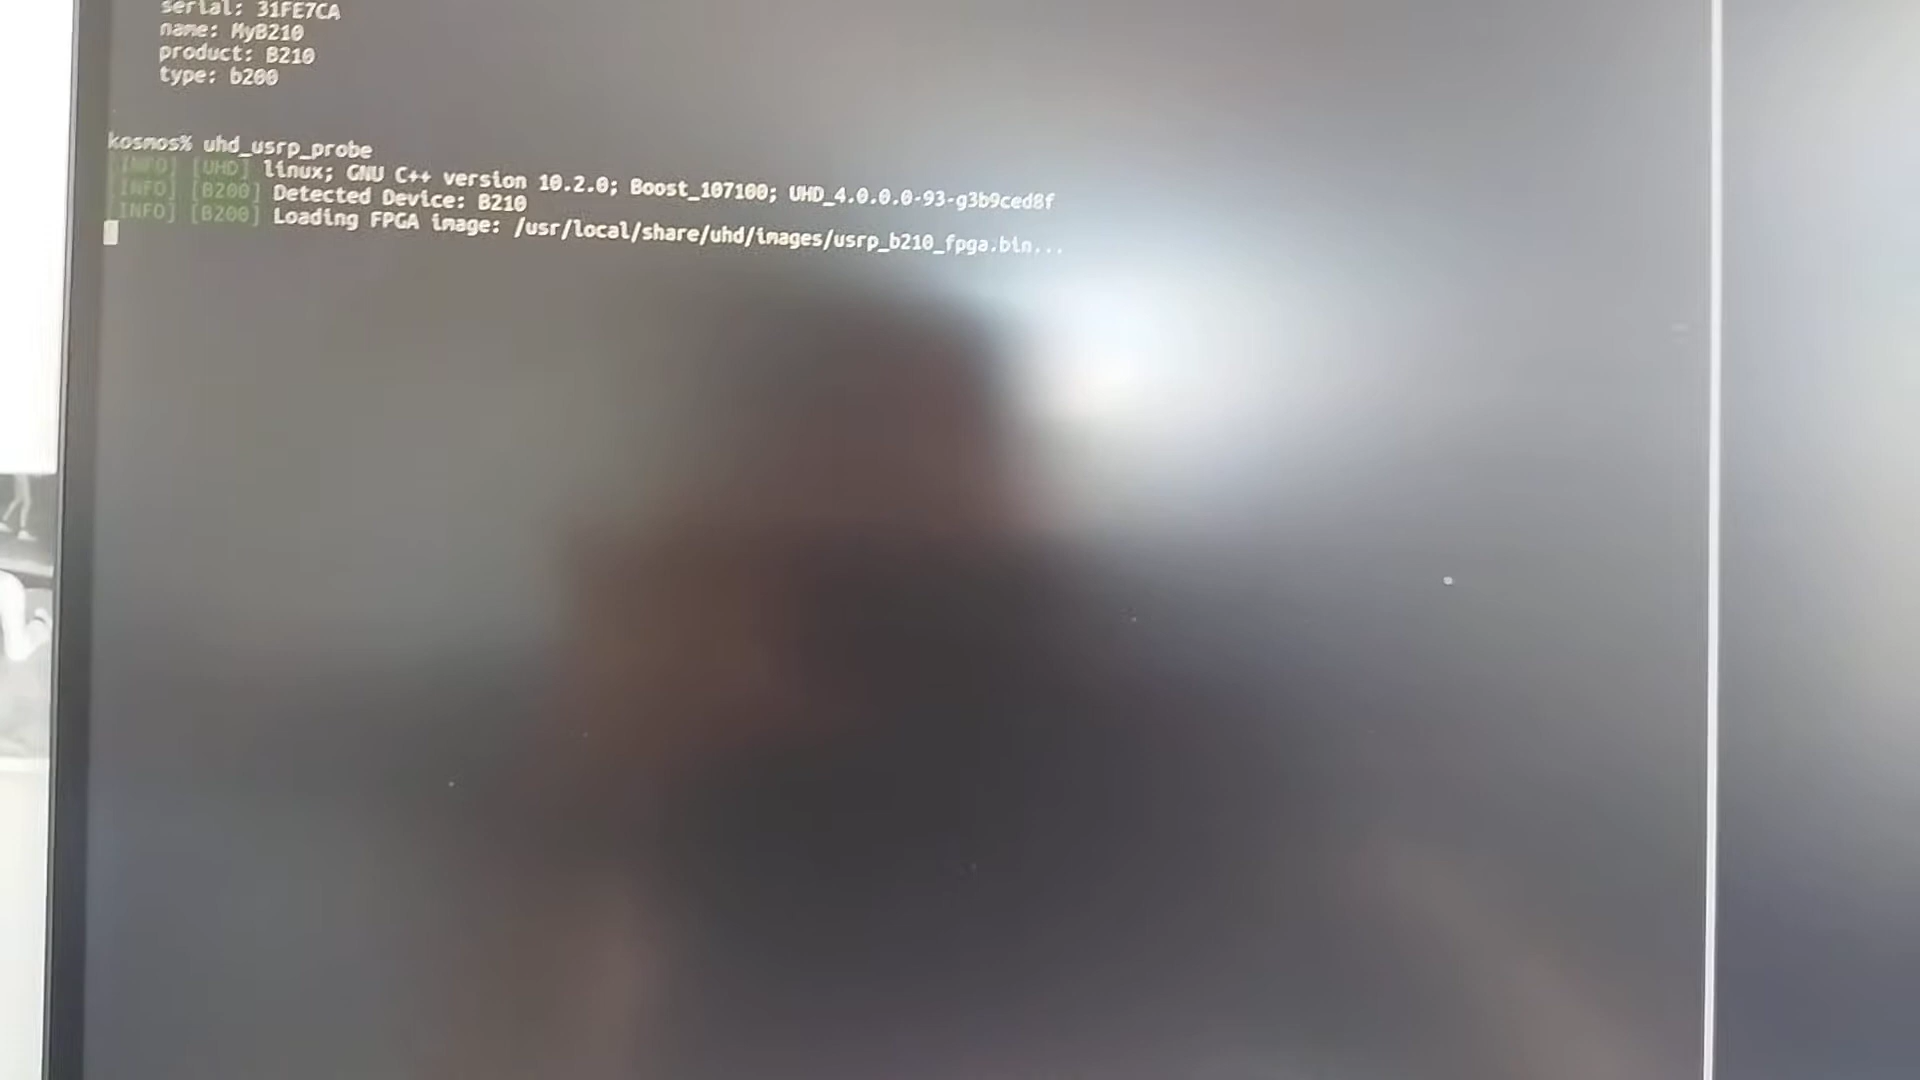 serial: 31FE7CA
name: MyB210
product: B210
type: b200
kosmos% uhd_usrp_probe
[INFO] [UHD] linux; GNU C++ version 10.2.0; Boost_107100; UHD_4.0.0.0-93-g3b9ced8f
[INFO] [B200] Detected Device: B210
[INFO] [B200] Loading FPGA image: /usr/local/share/uhd/images/usrp_b210_fpga.bin...